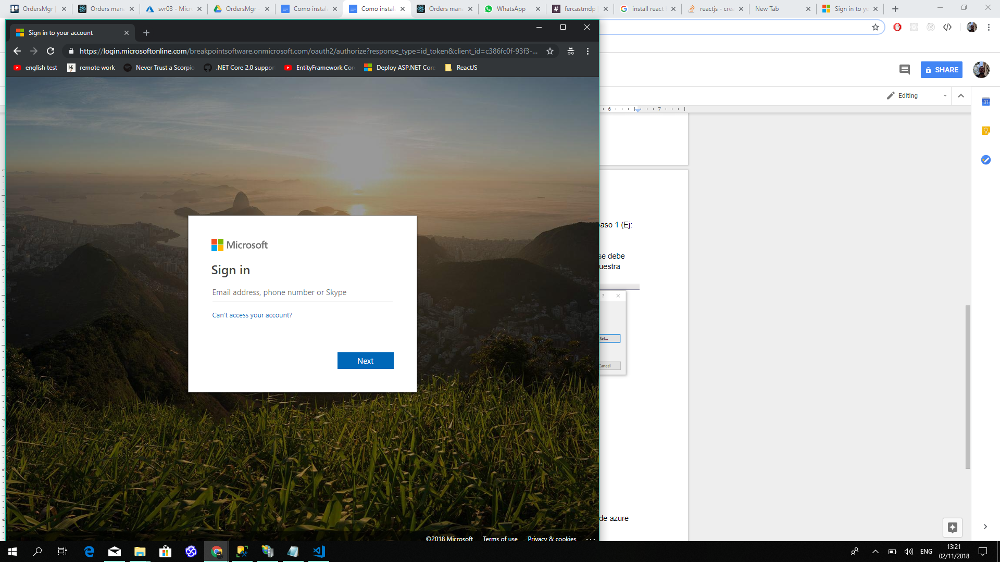 OrdersMgr
Orders mana
svr03 - Micr
OrdersMgr -
Como instal
Como instal
Orders mana
WhatsApp
fercastmdp
install react
reactjs - crea
New Tab
Sign in to yo
Sign in to your account
https://login.microsoftonline.com/breakpointsoftware.onmicrosoft.com/oauth2/authorize?response_type=id_token&client_id=c386fc0f-93f3-...
english test
remote work
Never Trust a Scorpio
.NET Core 2.0 suppor
EntityFramework Cor
Deploy ASP.NET Core
ReactJS
SHARE
Editing
31
6
7
Microsoft
Sign in
Email address, phone number or Skype
Can't access your account?
Next
paso 1 (Ej:
se debe
uestra
?
Set...
Cancel
de azure
©2018 Microsoft
Terms of use
Privacy & cookies
...
ENG
13:21
02/11/2018